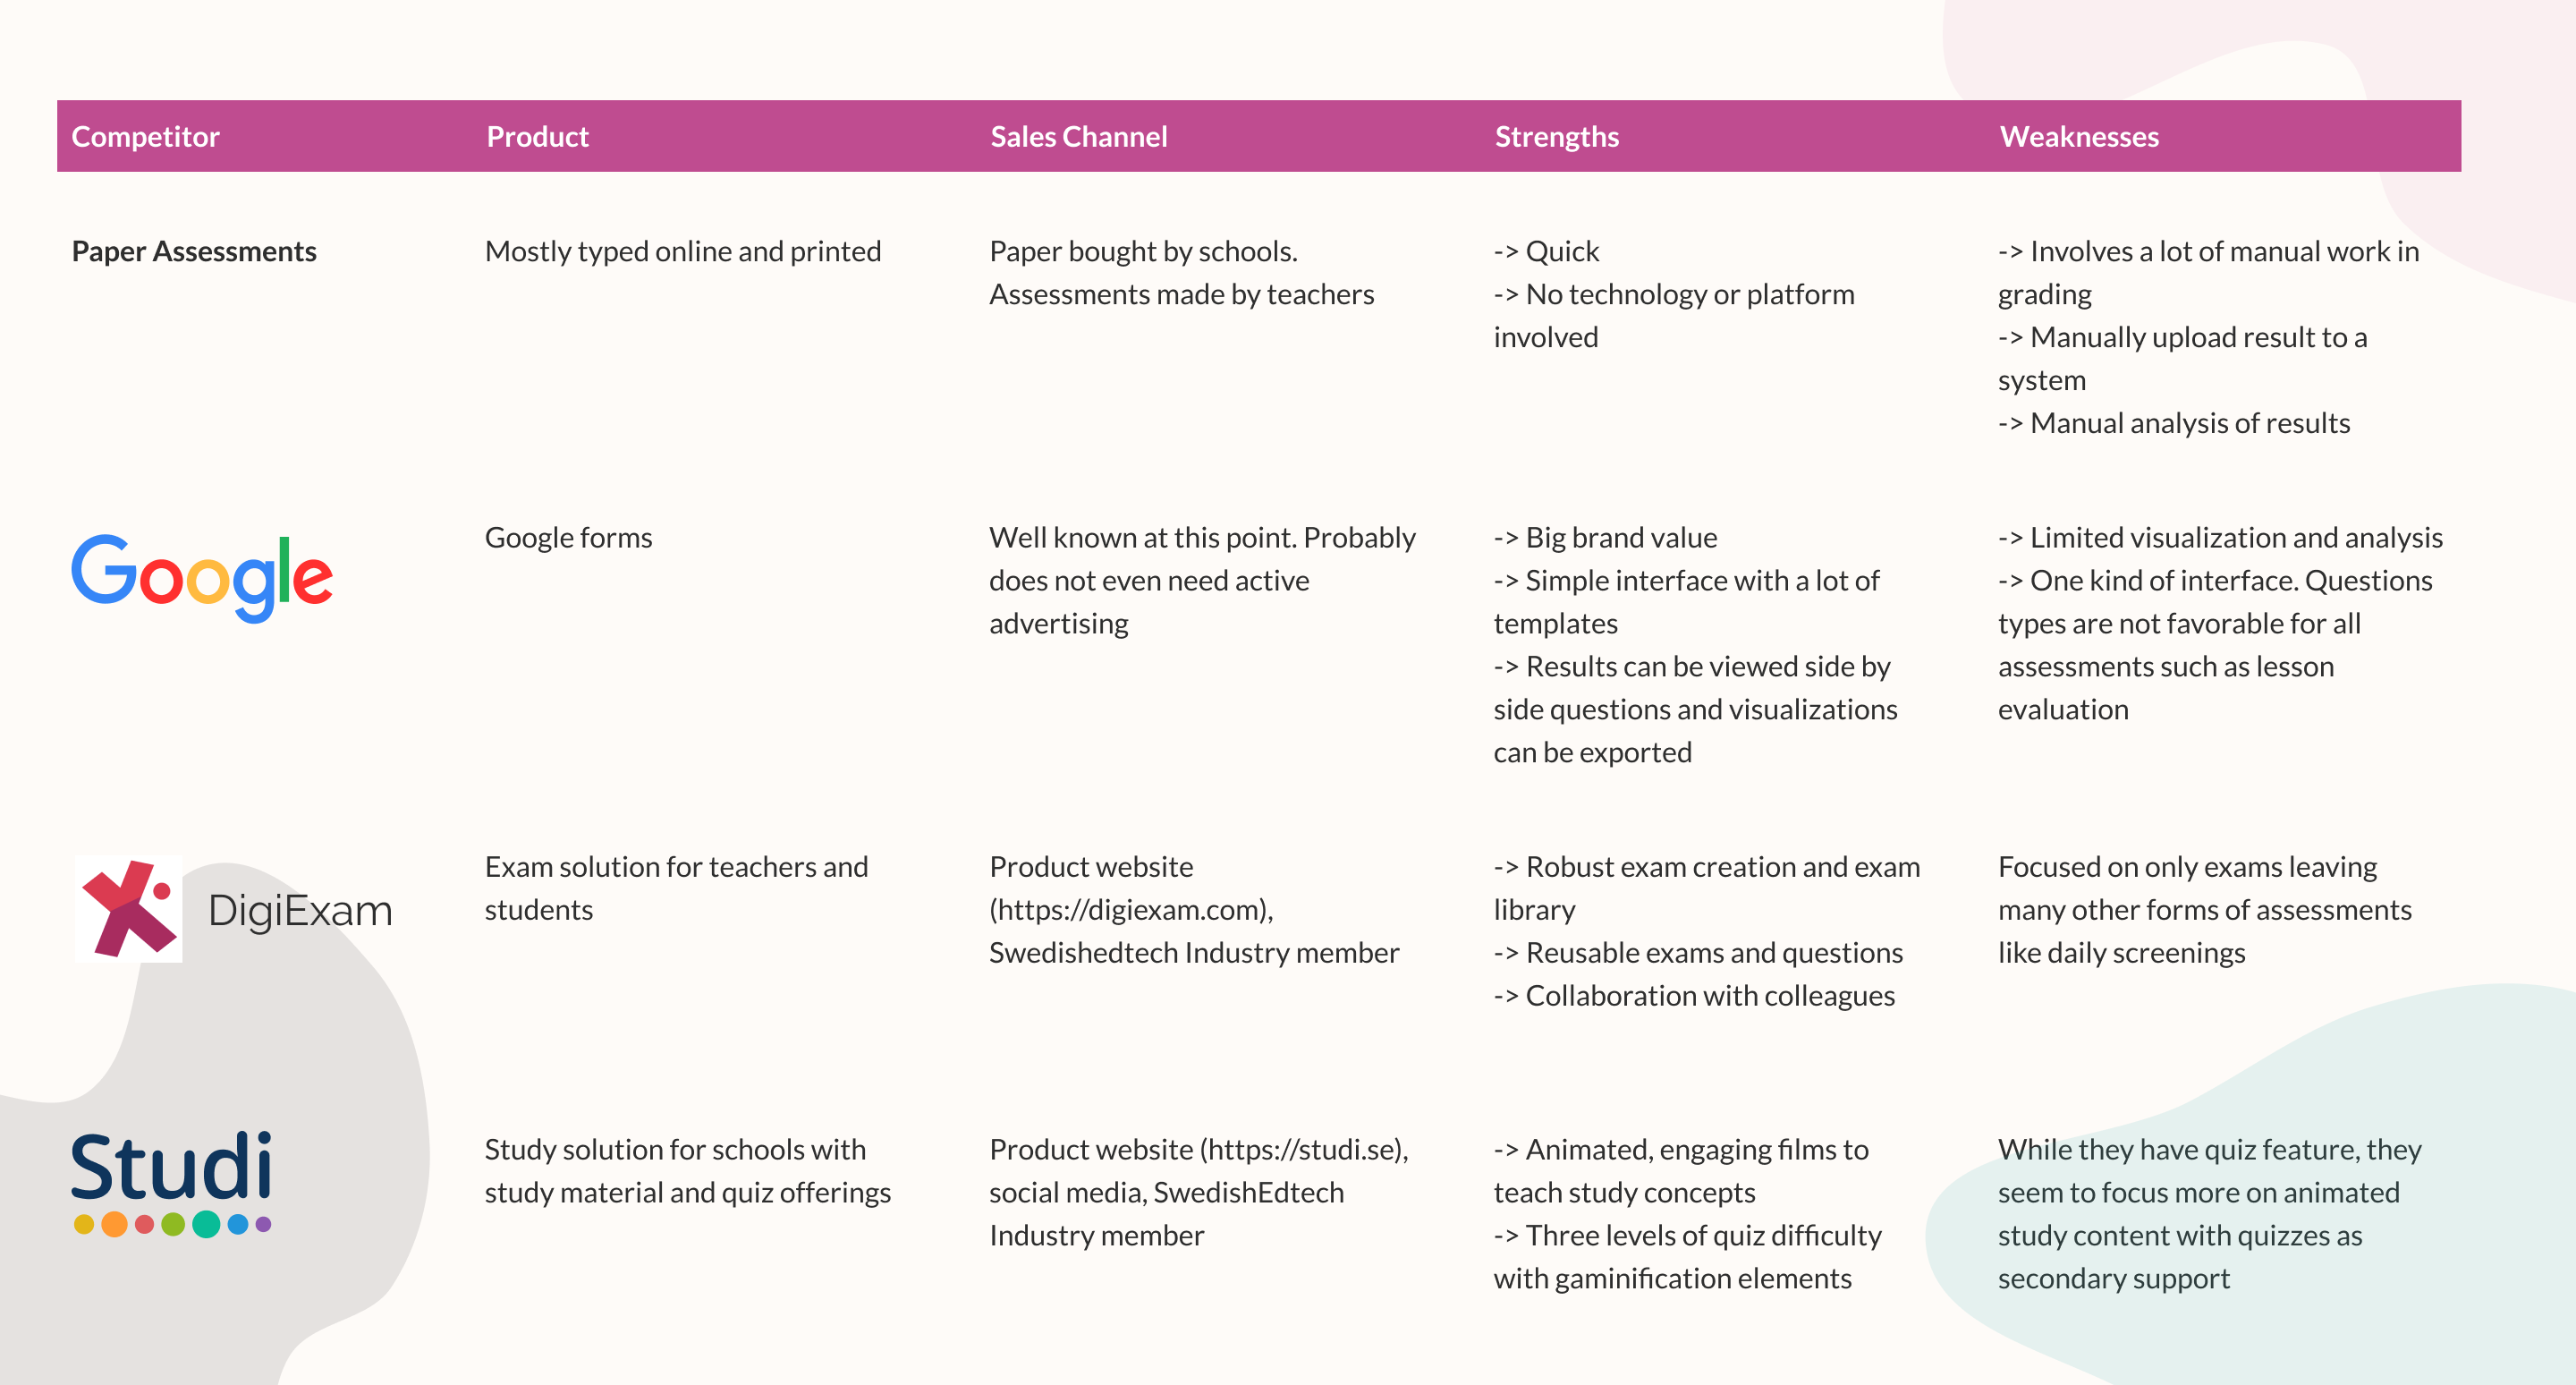 Competitor
Product
Sales Channel
Strengths
Weaknesses
Paper Assessments
Mostly typed online and printed
Paper bought by schools.
Assessments made by teachers
-> Quick
-> No technology or platform
involved
-> Involves a lot of manual work in
grading
-> Manually upload result to a
system
-> Manual analysis of results
Google
Google forms
Well known at this point. Probably
does not even need active
advertising
-> Big brand value
-> Simple interface with a lot of
templates
-> Results can be viewed side by
side questions and visualizations
can be exported
-> Limited visualization and analysis
-> One kind of interface. Questions
types are not favorable for all
assessments such as lesson
evaluation
DigiExam
Exam solution for teachers and
students
Product website
(https://digiexam.com),
Swedishedtech Industry member
-> Robust exam creation and exam
library
-> Reusable exams and questions
-> Collaboration with colleagues
Focused on only exams leaving
many other forms of assessments
like daily screenings
Studi
Study solution for schools with
study material and quiz offerings
Product website (https://studi.se),
social media, SwedishEdtech
Industry member
-> Animated, engaging films to
teach study concepts
-> Three levels of quiz difficulty
with gaminification elements
While they have quiz feature, they
seem to focus more on animated
study content with quizzes as
secondary support